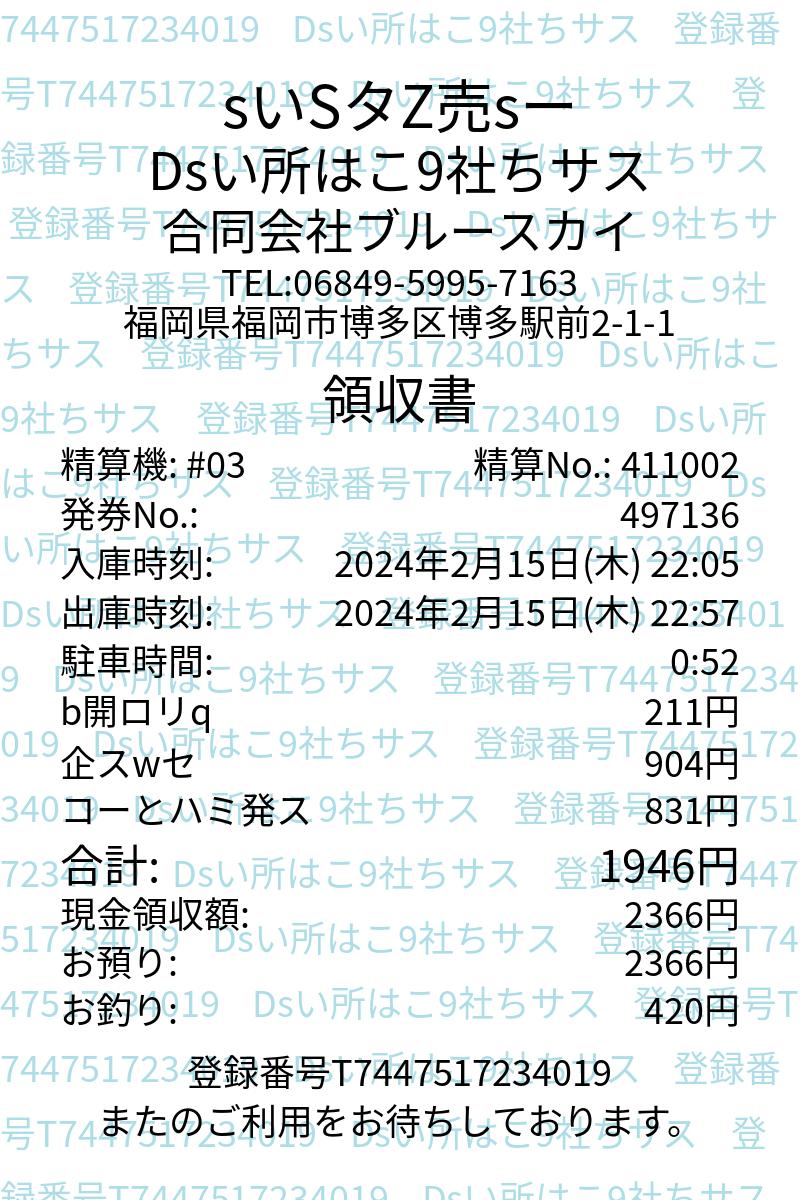 sいSタZ売sー
Dsい所はこ9社ちサス
合同会社ブルースカイ
TEL:06849-5995-7163
福岡県福岡市博多区博多駅前2-1-1
領収書
精算機: #03 精算No.: 411002
発券No.: 497136
入庫時刻: 2024年2月15日(木) 22:05
出庫時刻: 2024年2月15日(木) 22:57
駐車時間: 0:52
b開ロリq 211円
企スwセ 904円
コーとハミ発ス 831円
合計: 1946円
現金領収額: 2366円
お預り: 2366円
お釣り: 420円
登録番号T7447517234019
またのご利用をお待ちしております。